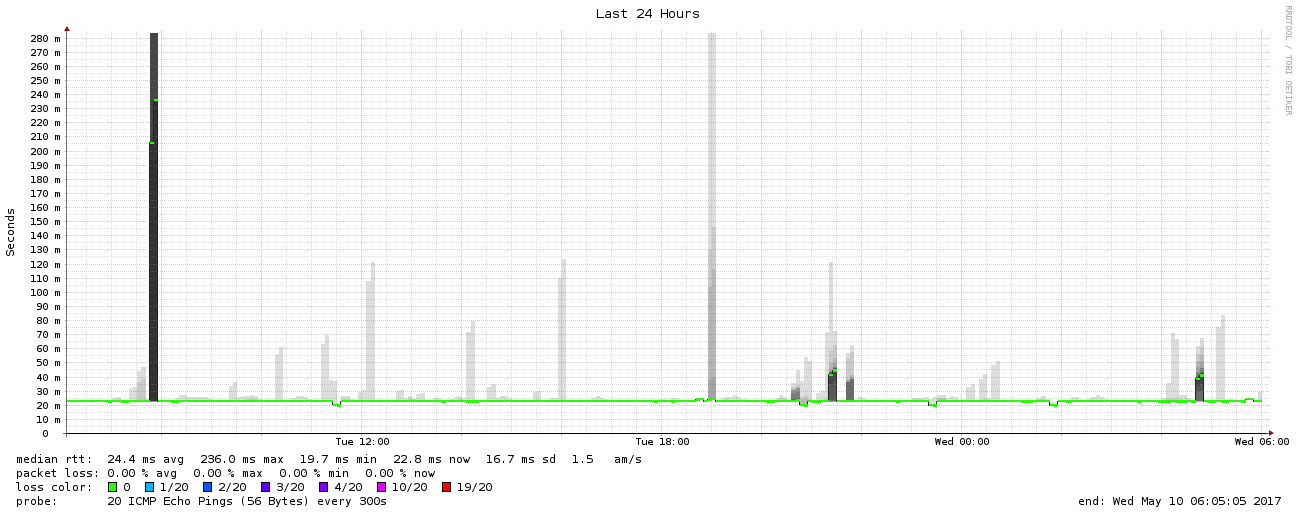 Last 24 Hours
RRDTOOL / TOBI OETIKER
Seconds
280 m
270 m
260 m
250 m
240 m
230 m
220 m
210 m
200 m
190 m
180 m
170 m
160 m
150 m
140 m
130 m
120 m
110 m
100 m
90 m
80 m
70 m
60 m
50 m
40 m
30 m
20 m
10 m
0
Tue 12:00 Tue 18:00 Wed 00:00 Wed 06:00
median rtt: 24.4 ms avg 236.0 ms max 19.7 ms min 22.8 ms now 16.7 ms sd 1.5 am/s
packet loss: 0.00 % avg 0.00 % max 0.00 % min 0.00 % now
loss color: 0 1/20 2/20 3/20 4/20 10/20 19/20
probe: 20 ICMP Echo Pings (56 Bytes) every 300s end: Wed May 10 06:05:05 2017